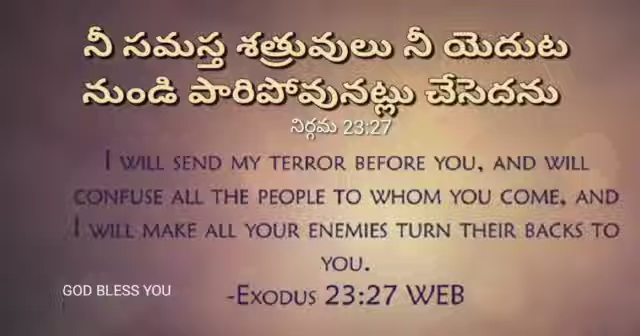 నీ సమస్త శత్రువులు నీ యెదుట
నుండి పారిపోవునట్లు చేసెదను
నిర్గమ 23:27
I WILL SEND MY TERROR BEFORE YOU, AND WILL
CONFUSE ALL THE PEOPLE TO WHOM YOU COME, AND
I WILL MAKE ALL YOUR ENEMIES TURN THEIR BACKS TO
YOU.
-EXODUS 23:27 WEB
GOD BLESS YOU